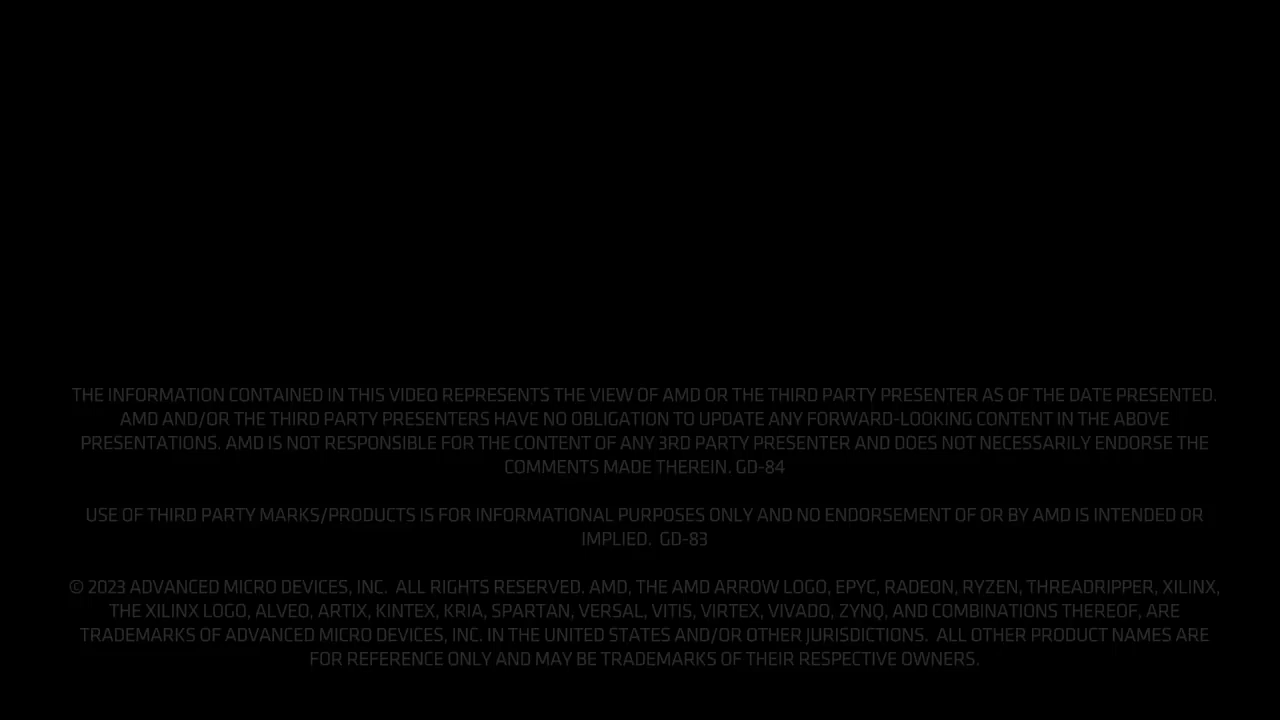 THE INFORMATION CONTAINED IN THIS VIDEO REPRESENTS THE VIEW OF AMD OR THE THIRD PARTY PRESENTER AS OF THE DATE PRESENTED.
AMD AND/OR THE THIRD PARTY PRESENTERS HAVE NO OBLIGATION TO UPDATE ANY FORWARD-LOOKING CONTENT IN THE ABOVE
PRESENTATIONS. AMD IS NOT RESPONSIBLE FOR THE CONTENT OF ANY 3RD PARTY PRESENTER AND DOES NOT NECESSARILY ENDORSE THE
COMMENTS MADE THEREIN. GD-84
USE OF THIRD PARTY MARKS/PRODUCTS IS FOR INFORMATIONAL PURPOSES ONLY AND NO ENDORSEMENT OF OR BY AMD IS INTENDED OR
IMPLIED. GD-83
© 2023 ADVANCED MICRO DEVICES, INC. ALL RIGHTS RESERVED. AMD, THE AMD ARROW LOGO, EPYC, RADEON, RYZEN, THREADRIPPER, XILINX,
THE XILINX LOGO, ALVEO, ARTIX, KINTEX, KRIA, SPARTAN, VERSAL, VITIS, VIRTEX, VIVADO, ZYNQ, AND COMBINATIONS THEREOF, ARE
TRADEMARKS OF ADVANCED MICRO DEVICES, INC. IN THE UNITED STATES AND/OR OTHER JURISDICTIONS. ALL OTHER PRODUCT NAMES ARE
FOR REFERENCE ONLY AND MAY BE TRADEMARKS OF THEIR RESPECTIVE OWNERS.